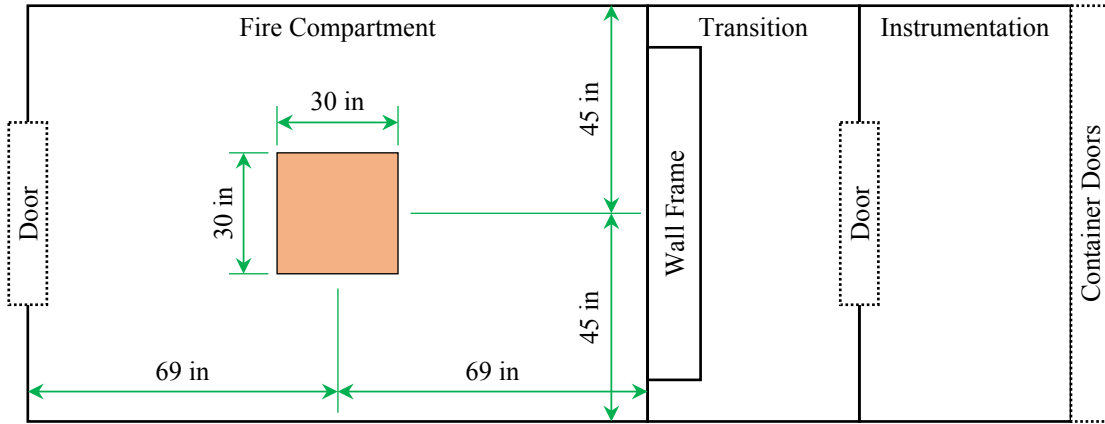 Fire Compartment
Transition
Instrumentation
30 in
45 in
30 in
Door
Wall Frame
Door
Container Doors
45 in
69 in
69 in